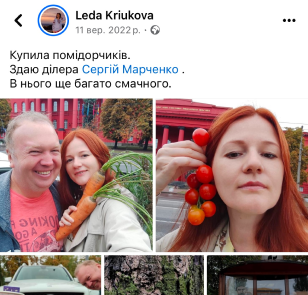 Leda Kriukova
11 вер. 2022 р. ·
Купила помідорчиків.
Здаю ділера Сергій Марченко .
В нього ще багато смачного.